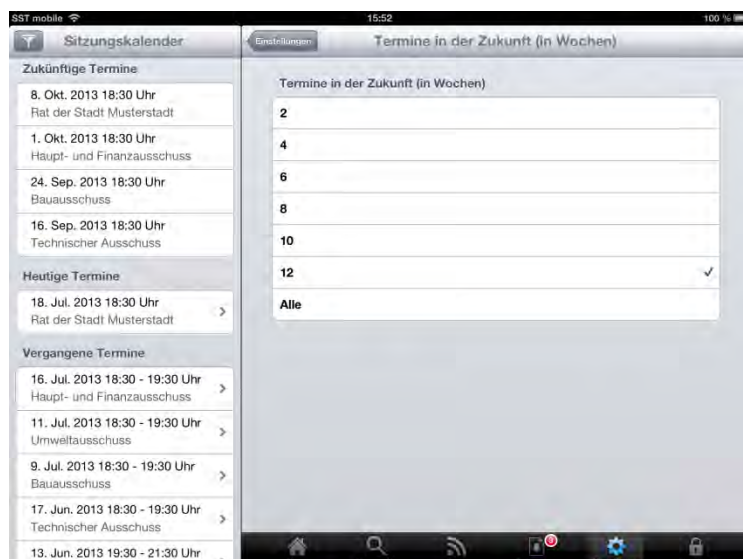 SST mobile
15:52
100 %
Sitzungskalender
Zukünftige Termine
8. Okt. 2013 18:30 Uhr
Rat der Stadt Musterstadt
1. Okt. 2013 18:30 Uhr
Haupt- und Finanzausschuss
24. Sep. 2013 18:30 Uhr
Bauausschuss
16. Sep. 2013 18:30 Uhr
Technischer Ausschuss
Heutige Termine
18. Jul. 2013 18:30 Uhr
Rat der Stadt Musterstadt
Vergangene Termine
16. Jul. 2013 18:30 - 19:30 Uhr
Haupt- und Finanzausschuss
11. Jul. 2013 18:30 - 19:30 Uhr
Umweltausschuss
9. Jul. 2013 18:30 - 19:30 Uhr
Bauausschuss
17. Jun. 2013 18:30 - 19:30 Uhr
Technischer Ausschuss
13. Jun. 2013 19:30 - 21:30 Uhr
Einstellungen
Termine in der Zukunft (in Wochen)
Termine in der Zukunft (in Wochen)
2
4
6
8
10
12
Alle